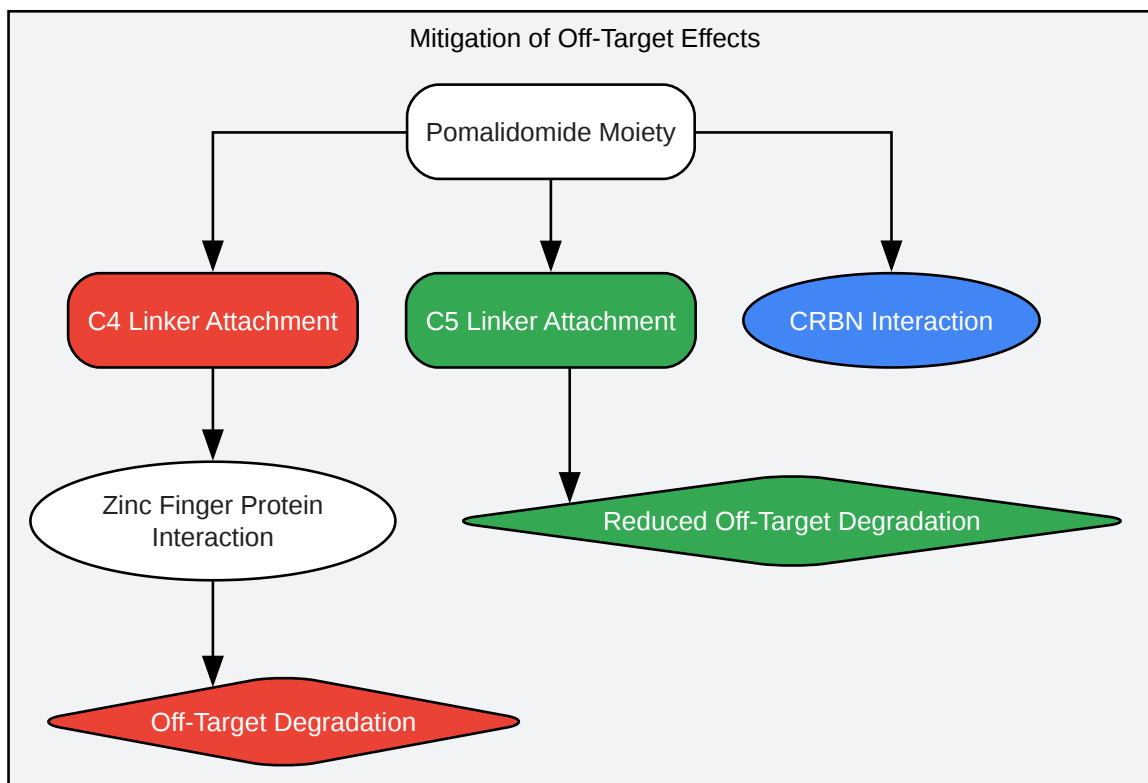 Mitigation of Off-Target Effects
Pomalidomide Moiety
C4 Linker Attachment
C5 Linker Attachment
CRBN Interaction
Zinc Finger Protein
Interaction
Reduced Off-Target Degradation
Off-Target Degradation